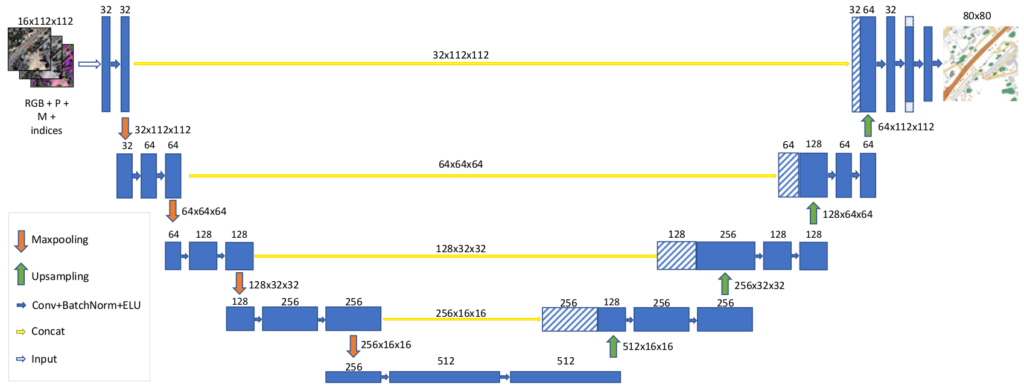 32 32
16x112x112
32 64 32
80x80
32x112x112
RGB + P +
M +
indices
32x112x112
64x112x112
32 64 64
64 128 64 64
64x64x64
64x64x64
128x64x64
64 128 128
128 256 128 128
128x32x32
128x32x32
256x32x32
128 256 256
256 128 256 256
256x16x16
256x16x16
512x16x16
256 512 512
Maxpooling
Upsampling
Conv+BatchNorm+ELU
Concat
Input